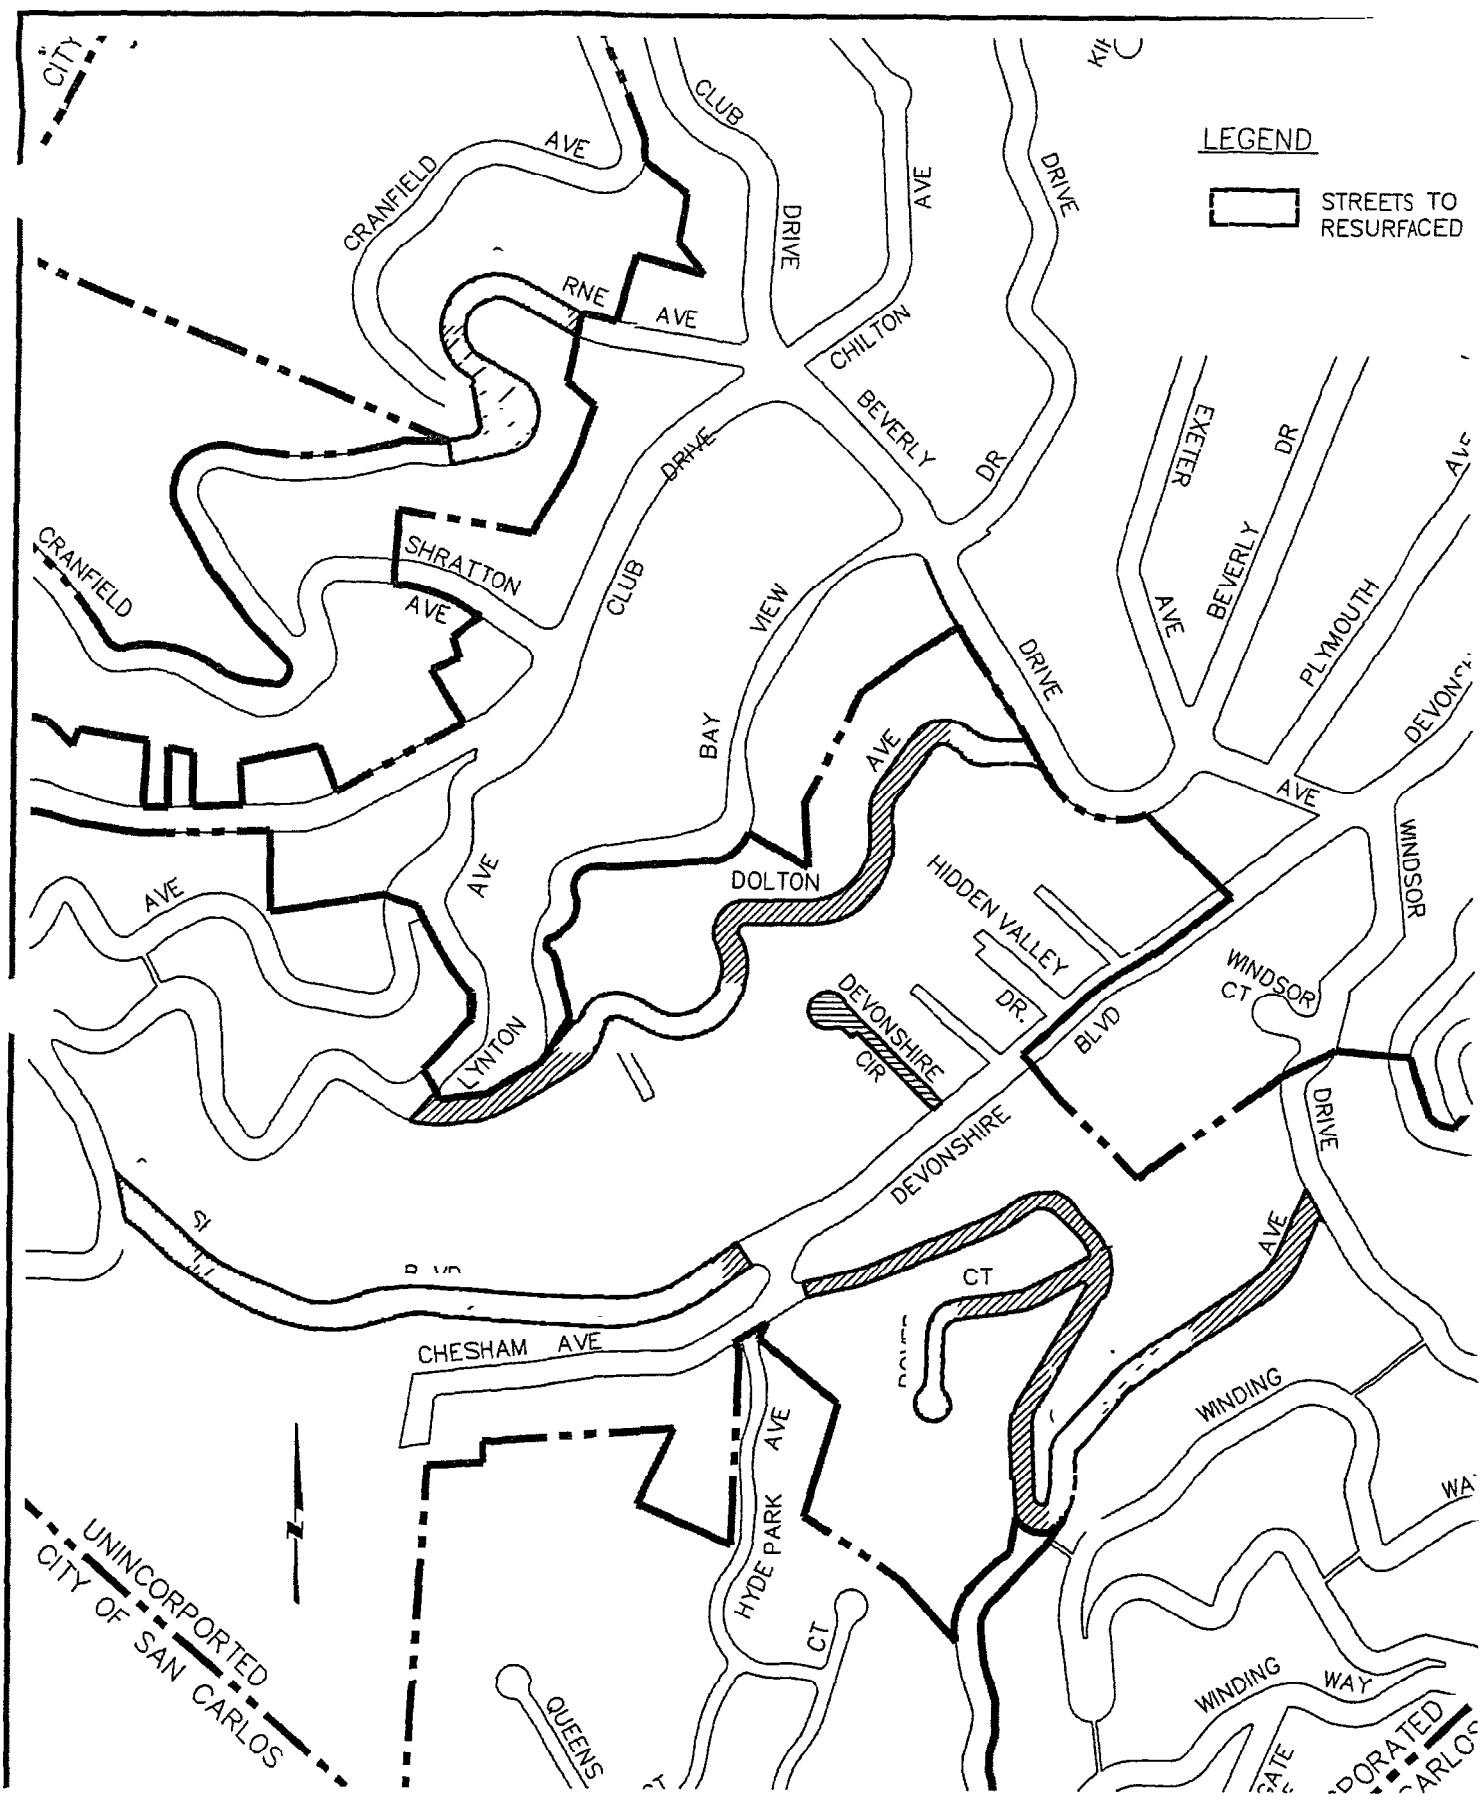 CITY
CLUB
DRIVE
CRANFIELD
AVE
AVE
DRIVE
LEGEND
STREETS TO
RESURFACED
RNE
AVE
CHILTON
BEVERLY
DR
CLUB
DRIVE
EXETER
AVE
BEVERLY
DR
PLYMOUTH
CRANFIELD
SHRATTON
AVE
BAY
VIEW
DRIVE
AVE
AVE
WINDSOR
DRIVE
DOLTON
AVE
AVE
LYNTON
AVE
HIDDEN VALLEY
DR.
DEVONSHIRE
CIR
WINDSOR
CT
DEVONSHIRE
BLVD
CT
AVE
CHESHAM AVE
HYDE PARK
AVE
WINDING
CT
QUEENS
WINDING
WAY
UNINCORPORATED
CITY OF SAN CARLOS